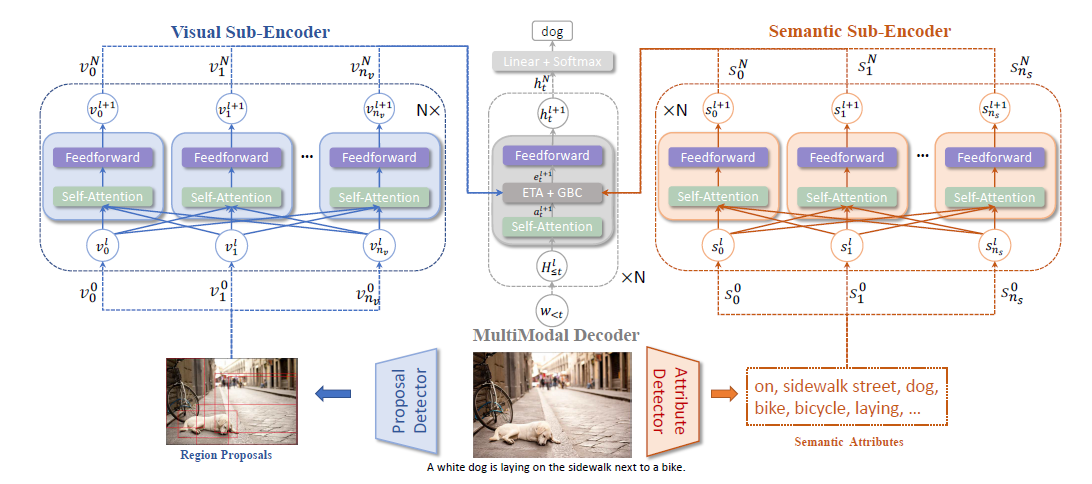 Visual Sub-Encoder
v_0^N v_1^N v_{n_v}^N
v_0^{l+1} v_1^{l+1} v_{n_v}^{l+1} N×
Feedforward Feedforward ... Feedforward
Self-Attention Self-Attention Self-Attention
v_0^l v_1^l v_{n_v}^l
v_0^0 v_1^0 v_{n_v}^0
dog
Linear + Softmax
h_t^N
h_t^{l+1}
Feedforward
e_t^{l+1}
ETA + GBC
a_t^{l+1}
Self-Attention
H_{≤t}^l
×N
w_{<t}
MultiModal Decoder
Semantic Sub-Encoder
s_0^N s_1^N s_{n_s}^N
×N s_0^{l+1} s_1^{l+1} s_{n_s}^{l+1}
Feedforward Feedforward ... Feedforward
Self-Attention Self-Attention Self-Attention
s_0^l s_1^l s_{n_s}^l
s_0^0 s_1^0 s_{n_s}^0
Region Proposals
Proposal
Detector
Attribute
Detector
on, sidewalk street, dog,
bike, bicycle, laying, ...
Semantic Attributes
A white dog is laying on the sidewalk next to a bike.